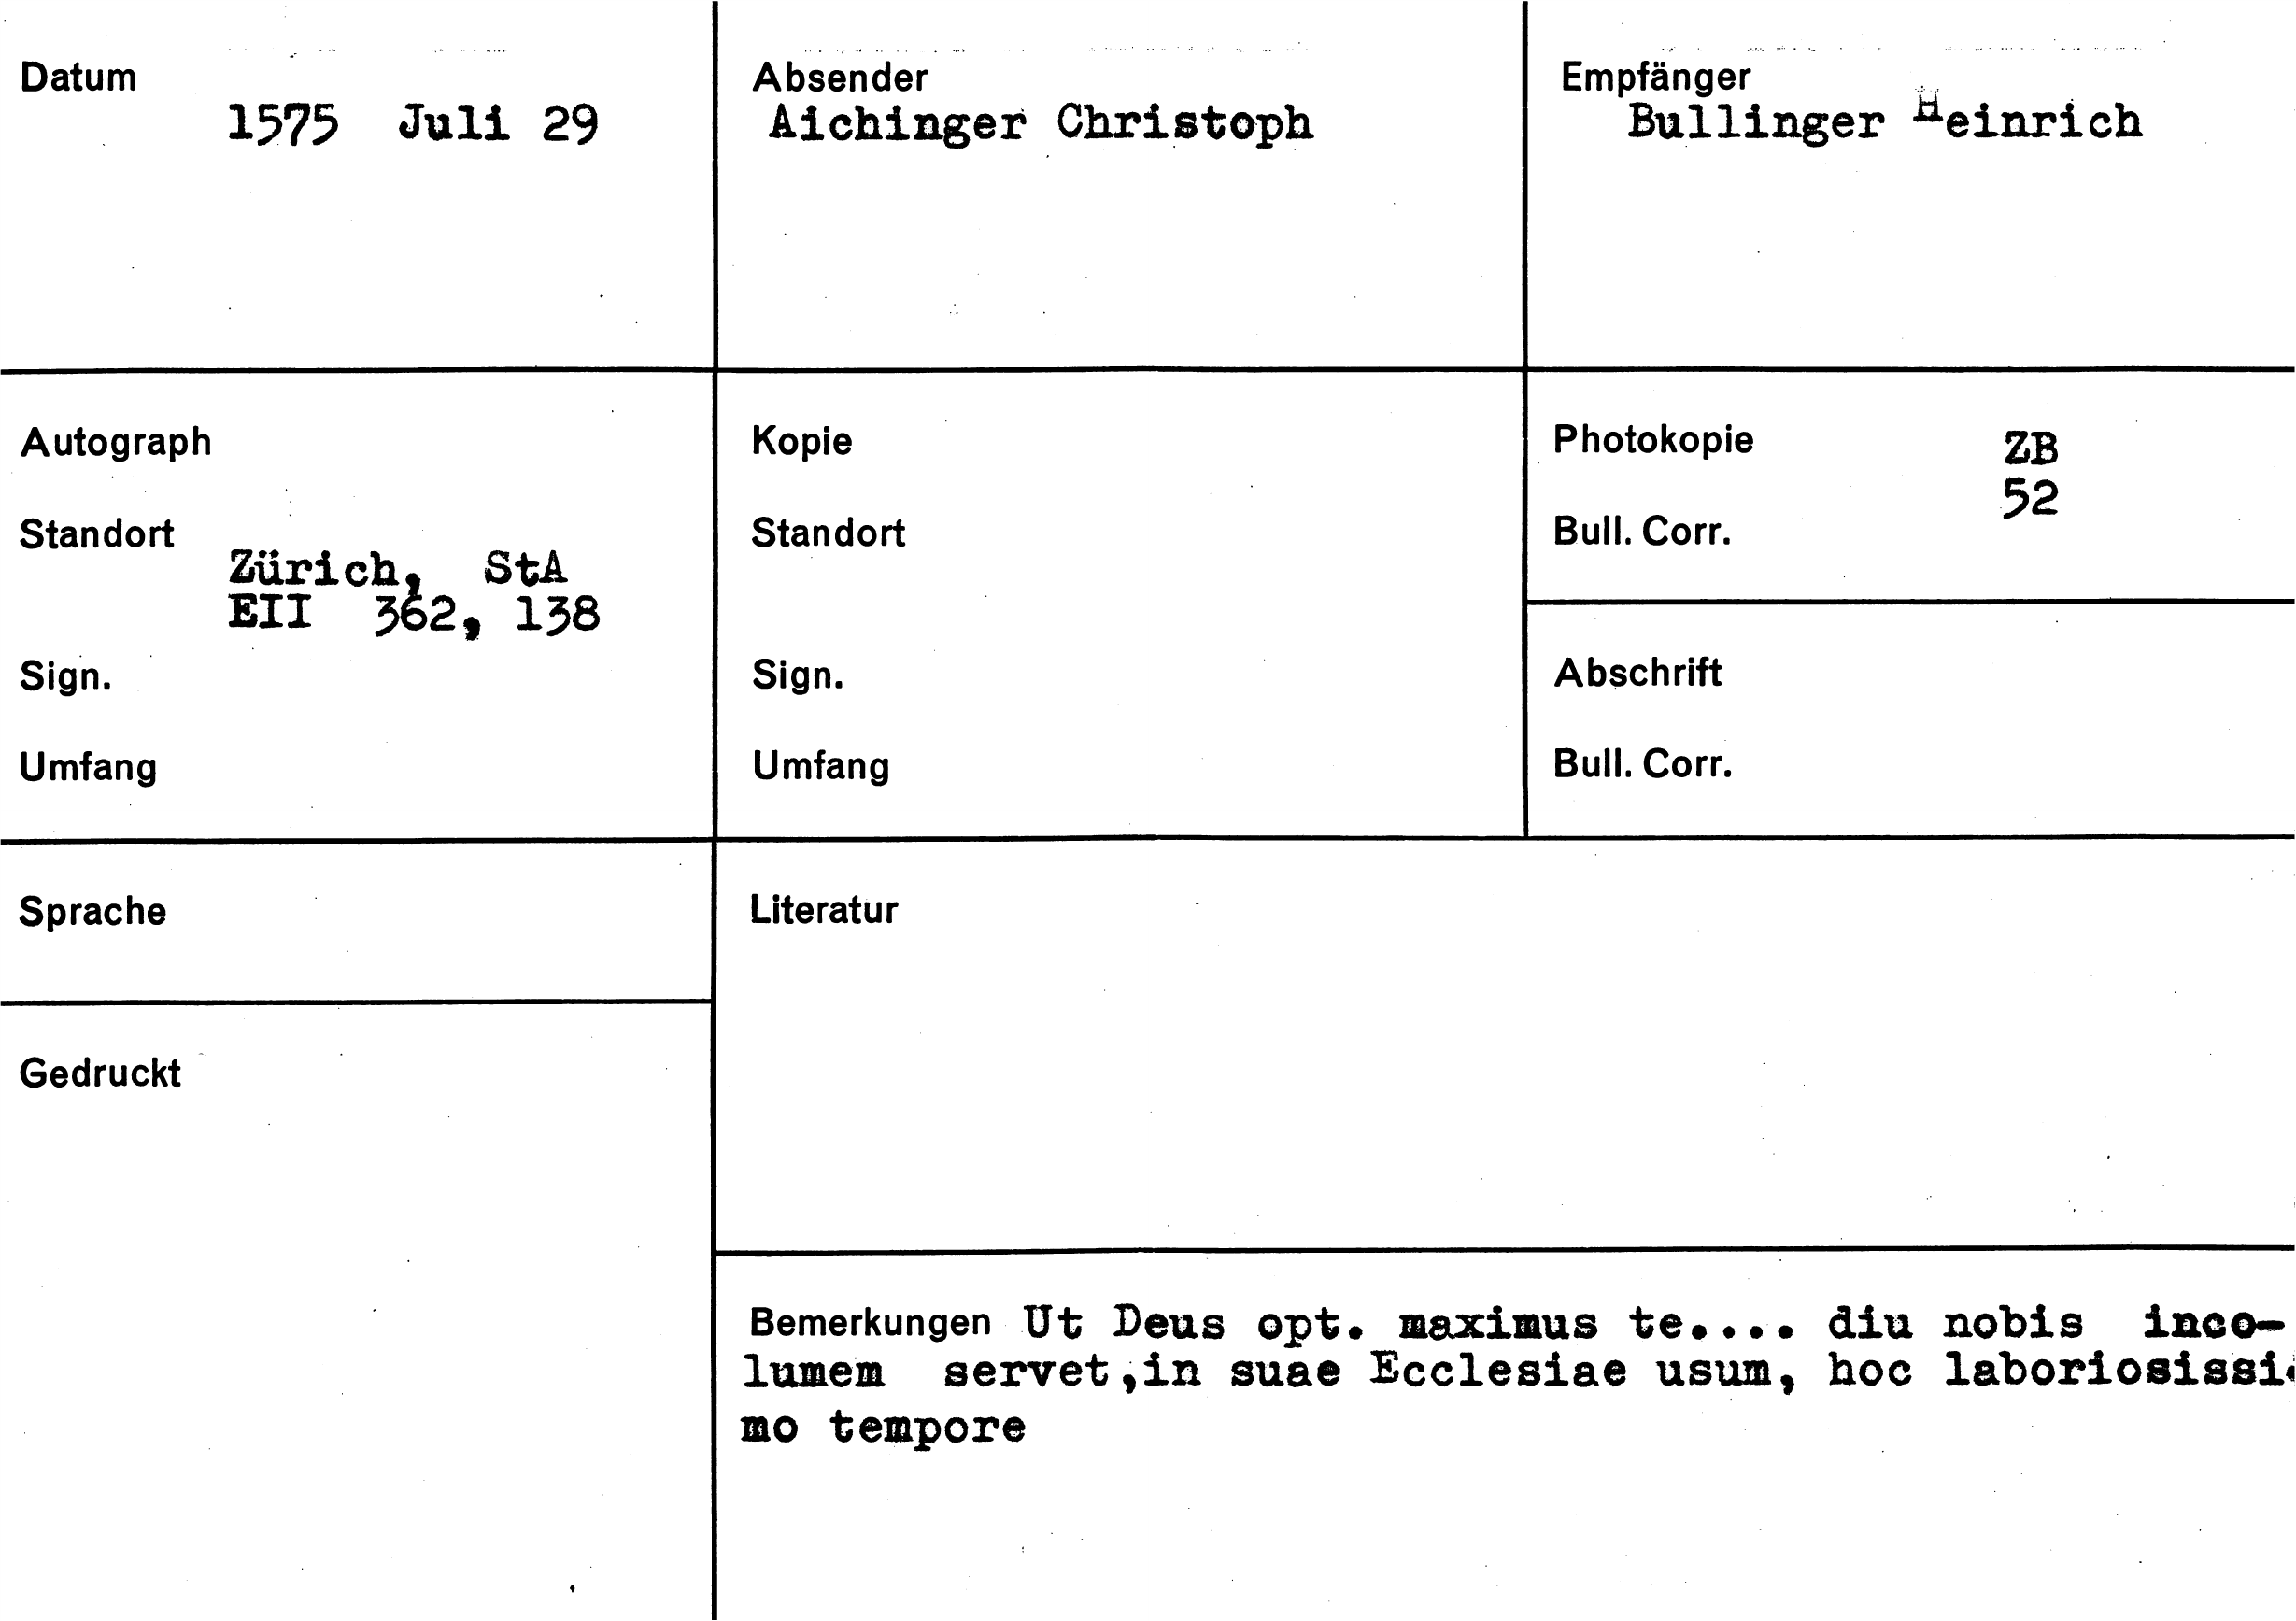 Datum
1575 Juli 29
Absender
Aichinger Christoph
Empfänger
Bullinger Heinrich
Autograph
Standort
Zürich, StA
EII 362, 138
Sign.
Umfang
Kopie
Standort
Sign.
Umfang
Photokopie ZB
52
Bull. Corr.
Abschrift
Bull. Corr.
Sprache
Gedruckt
Literatur
Bemerkungen Ut Deus opt. maximus te.... diu nobis inco-
lumem servet,in suae Ecclesiae usum, hoc laboriosissi-
mo tempore